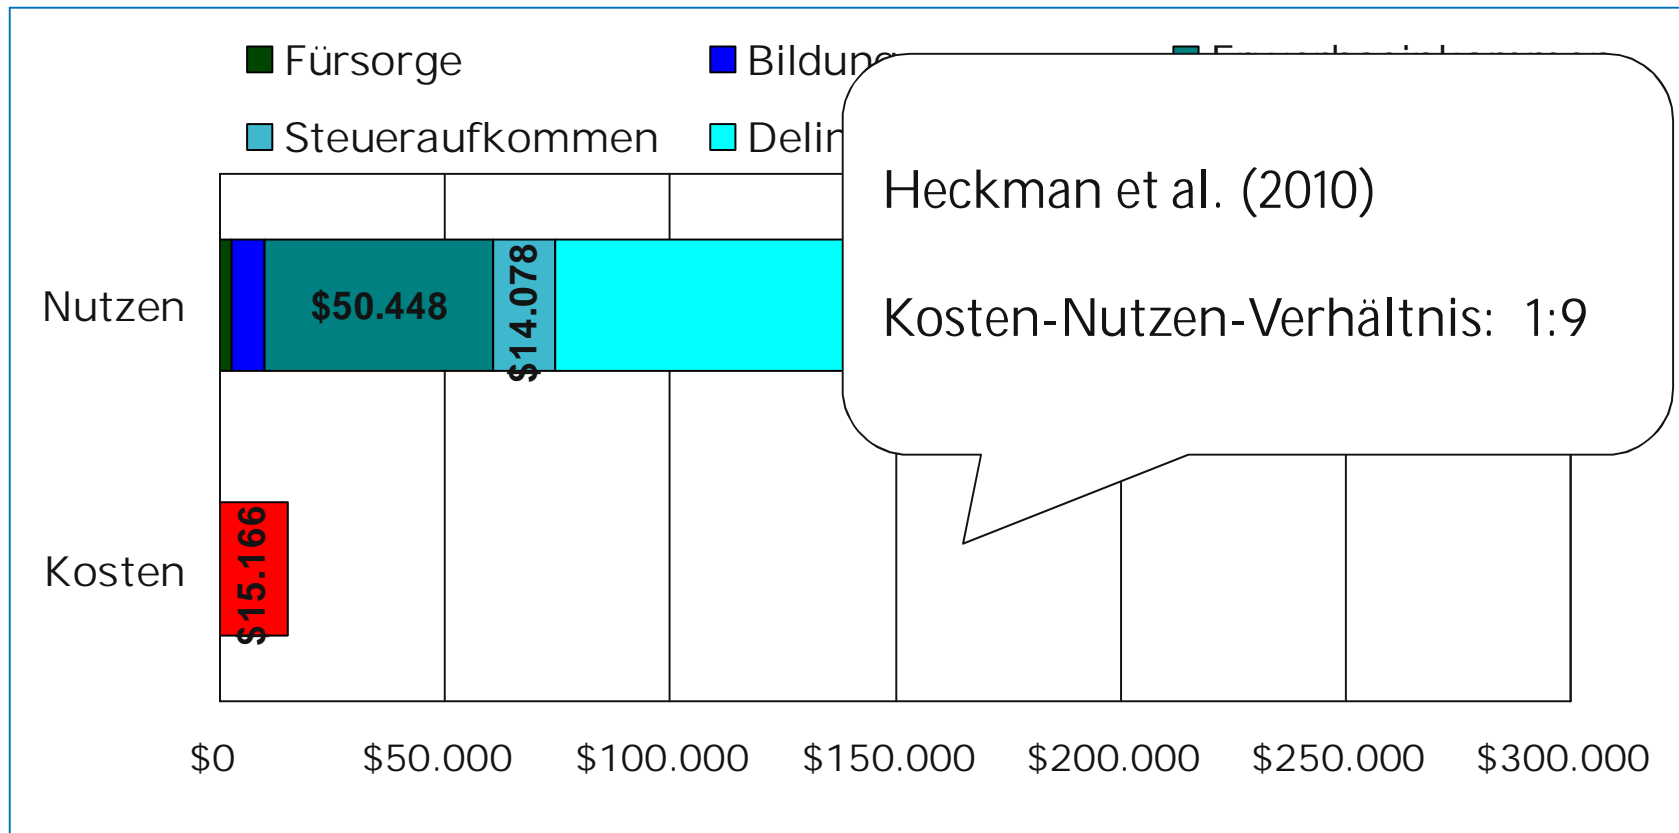 Fürsorge
Steueraufkommen
Heckman et al. (2010)
Kosten-Nutzen-Verhältnis: 1:9
Nutzen
$50.448
$14.078
Kosten
$15.166
$0 $50.000 $100.000 $150.000 $200.000 $250.000 $300.000